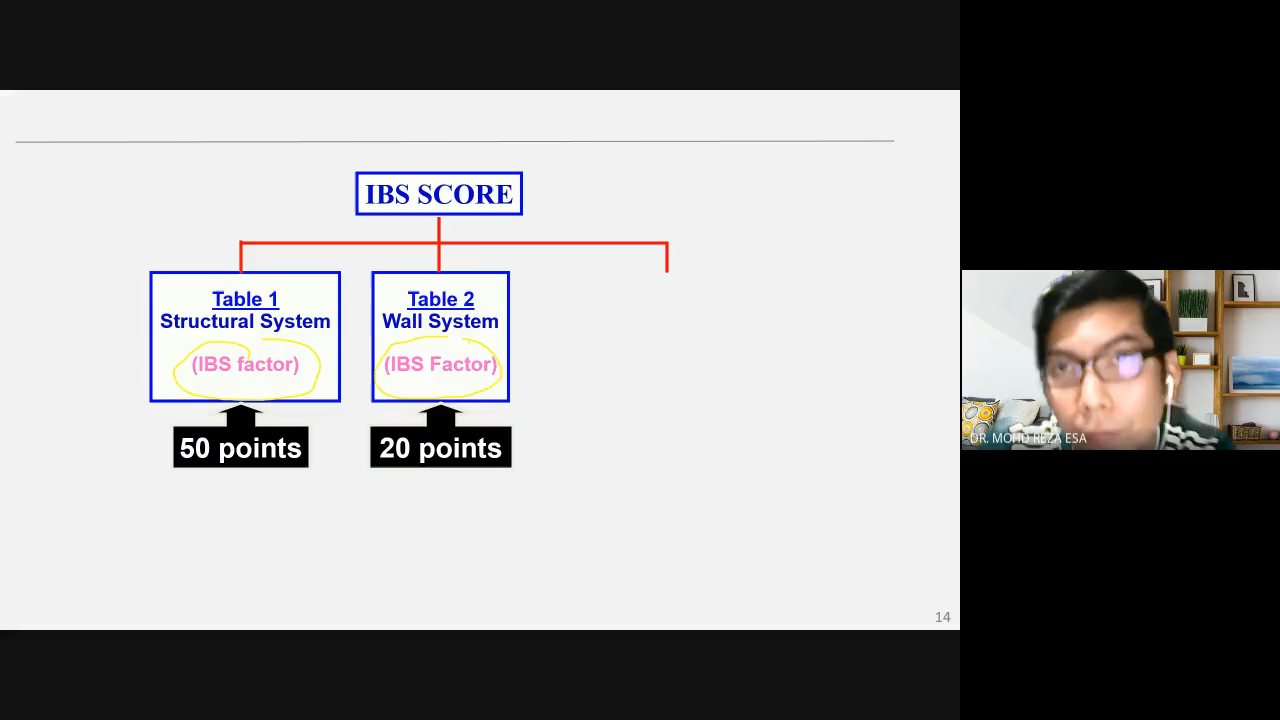 IBS SCORE
Table 1
Structural System
(IBS factor)
50 points
Table 2
Wall System
(IBS Factor)
20 points
DR. MOHD REZA ESA
14